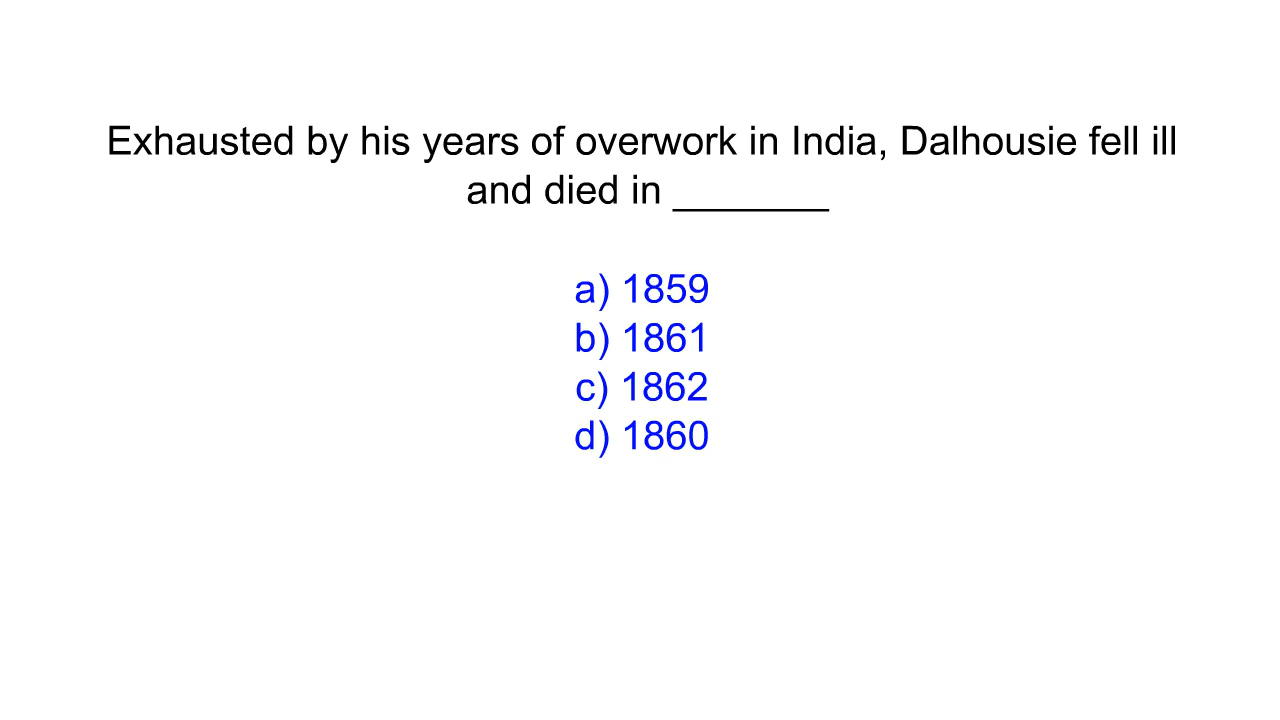 Exhausted by his years of overwork in India, Dalhousie fell ill
and died in _______
a) 1859
b) 1861
c) 1862
d) 1860